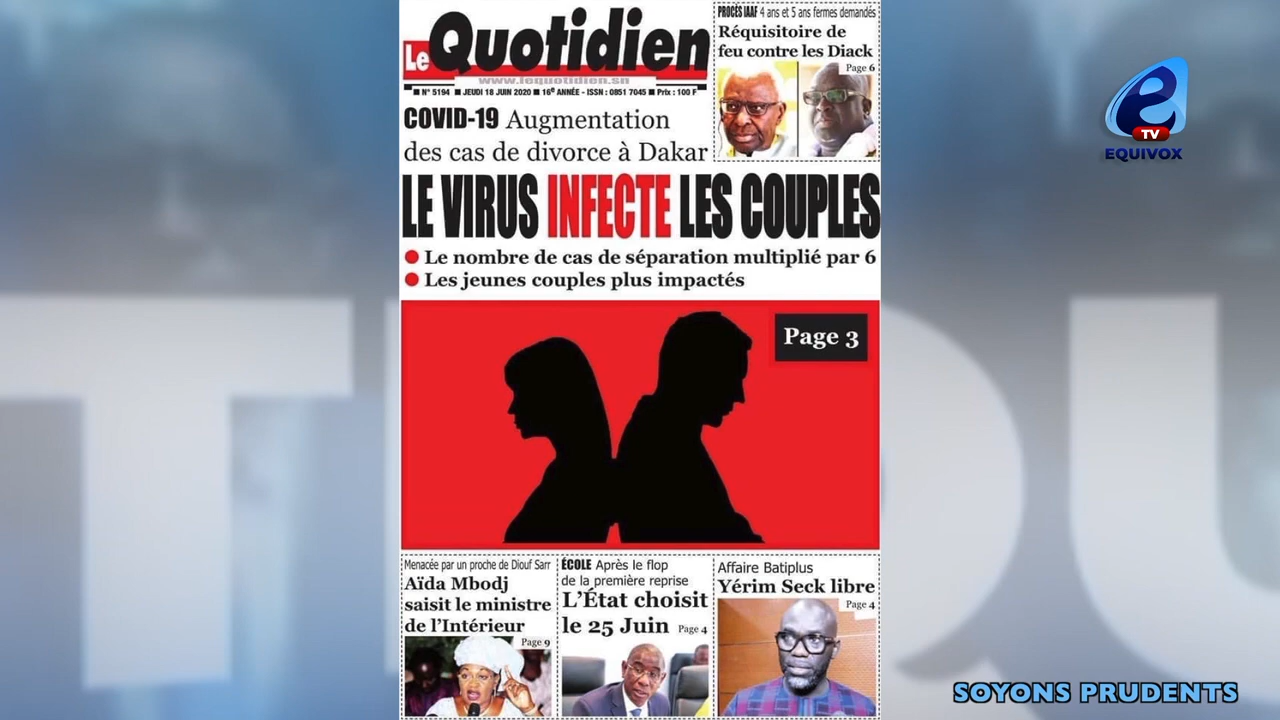 Le Quotidien
www.lequotidien.sn
■ N° 5194 ■ JEUDI 18 JUIN 2020 ■ 16e ANNÉE - ISSN : 0851 7045 ■ Prix : 100 F
PROCÈS IAAF 4 ans et 5 ans fermes demandés
Réquisitoire de
feu contre les Diack
Page 6
COVID-19 Augmentation
des cas de divorce à Dakar
LE VIRUS INFECTE LES COUPLES
● Le nombre de cas de séparation multiplié par 6
● Les jeunes couples plus impactés
Page 3
Menacée par un proche de Diouf Sarr
Aïda Mbodj
saisit le ministre
de l'Intérieur
Page 9
ÉCOLE Après le flop
de la première reprise
L'État choisit
le 25 Juin Page 4
Affaire Batiplus
Yérim Seck libre
Page 4
e
TV
EQUIVOX
SOYONS PRUDENTS